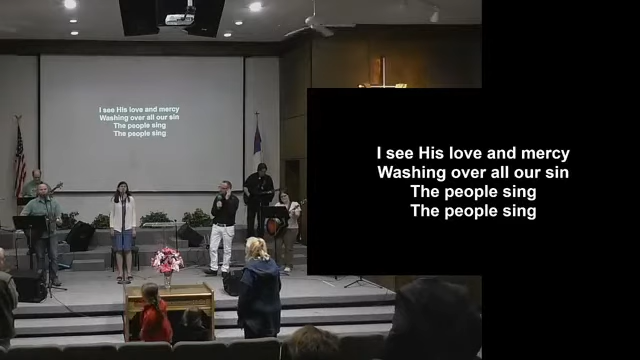 I see His love and mercy
Washing over all our sin
The people sing
The people sing
I see His love and mercy
Washing over all our sin
The people sing
The people sing